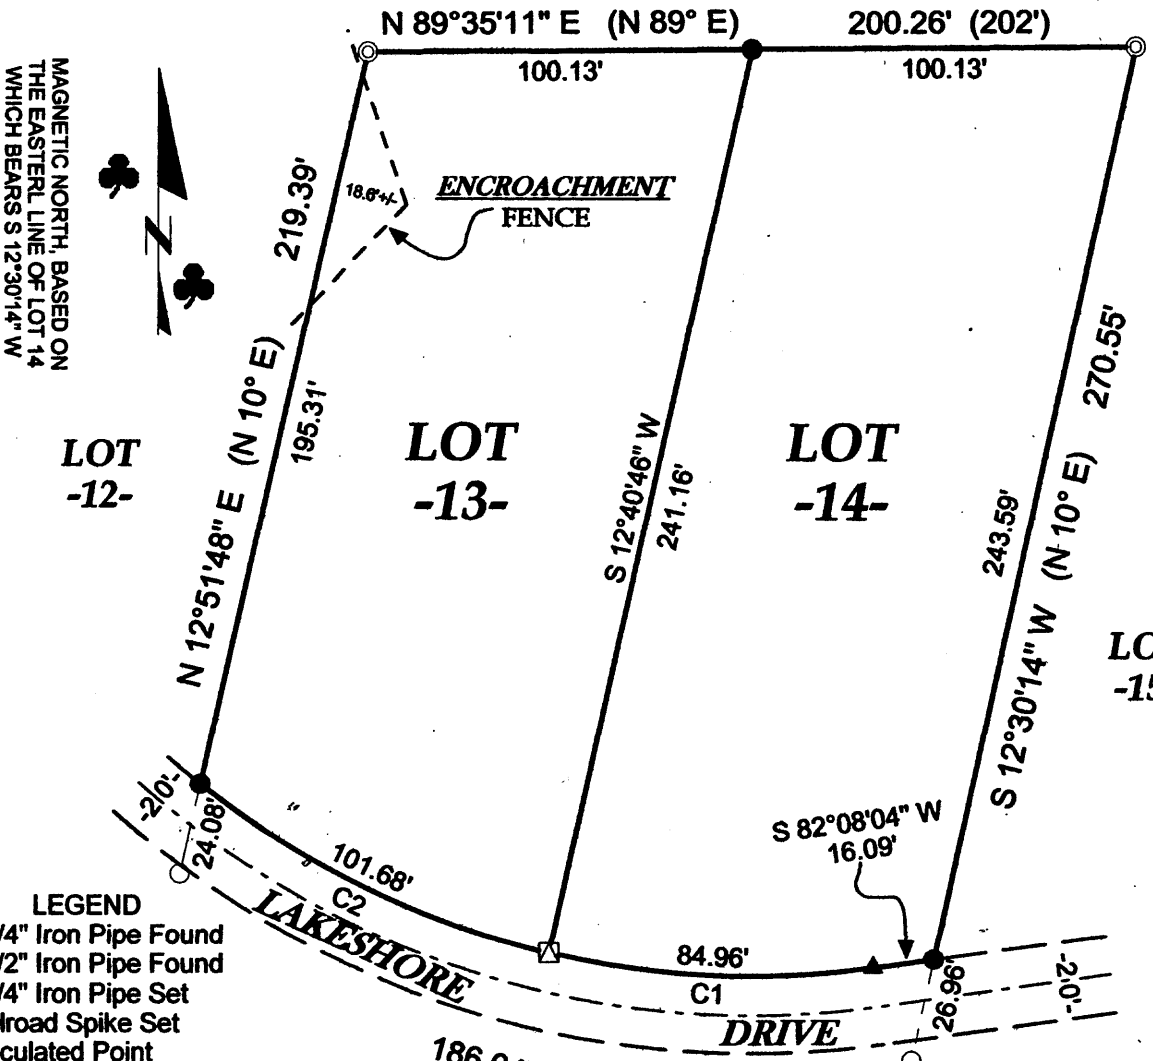 N 89°35'11" E (N 89° E) 200.26' (202')
100.13'
100.13'
MAGNETIC NORTH, BASED ON
THE EASTERL LINE OF LOT 14
WHICH BEARS S 12°30'14" W
N
219.39'
18.6'+/-
ENCROACHMENT
FENCE
N 12°51'48" E (N 10° E)
195.31'
LOT
-12-
LOT
-13-
S 12°40'46" W
241.16'
LOT
-14-
270.55'
243.59'
S 12°30'14" W (N 10° E)
LO
-15
-20'-
24.08'
101.68'
C2
S 82°08'04" W
16.09'
84.96'
C1
26.96'
-20'-
LAKESHORE
DRIVE
LEGEND
/4" Iron Pipe Found
/2" Iron Pipe Found
/4" Iron Pipe Set
lroad Spike Set
culated Point